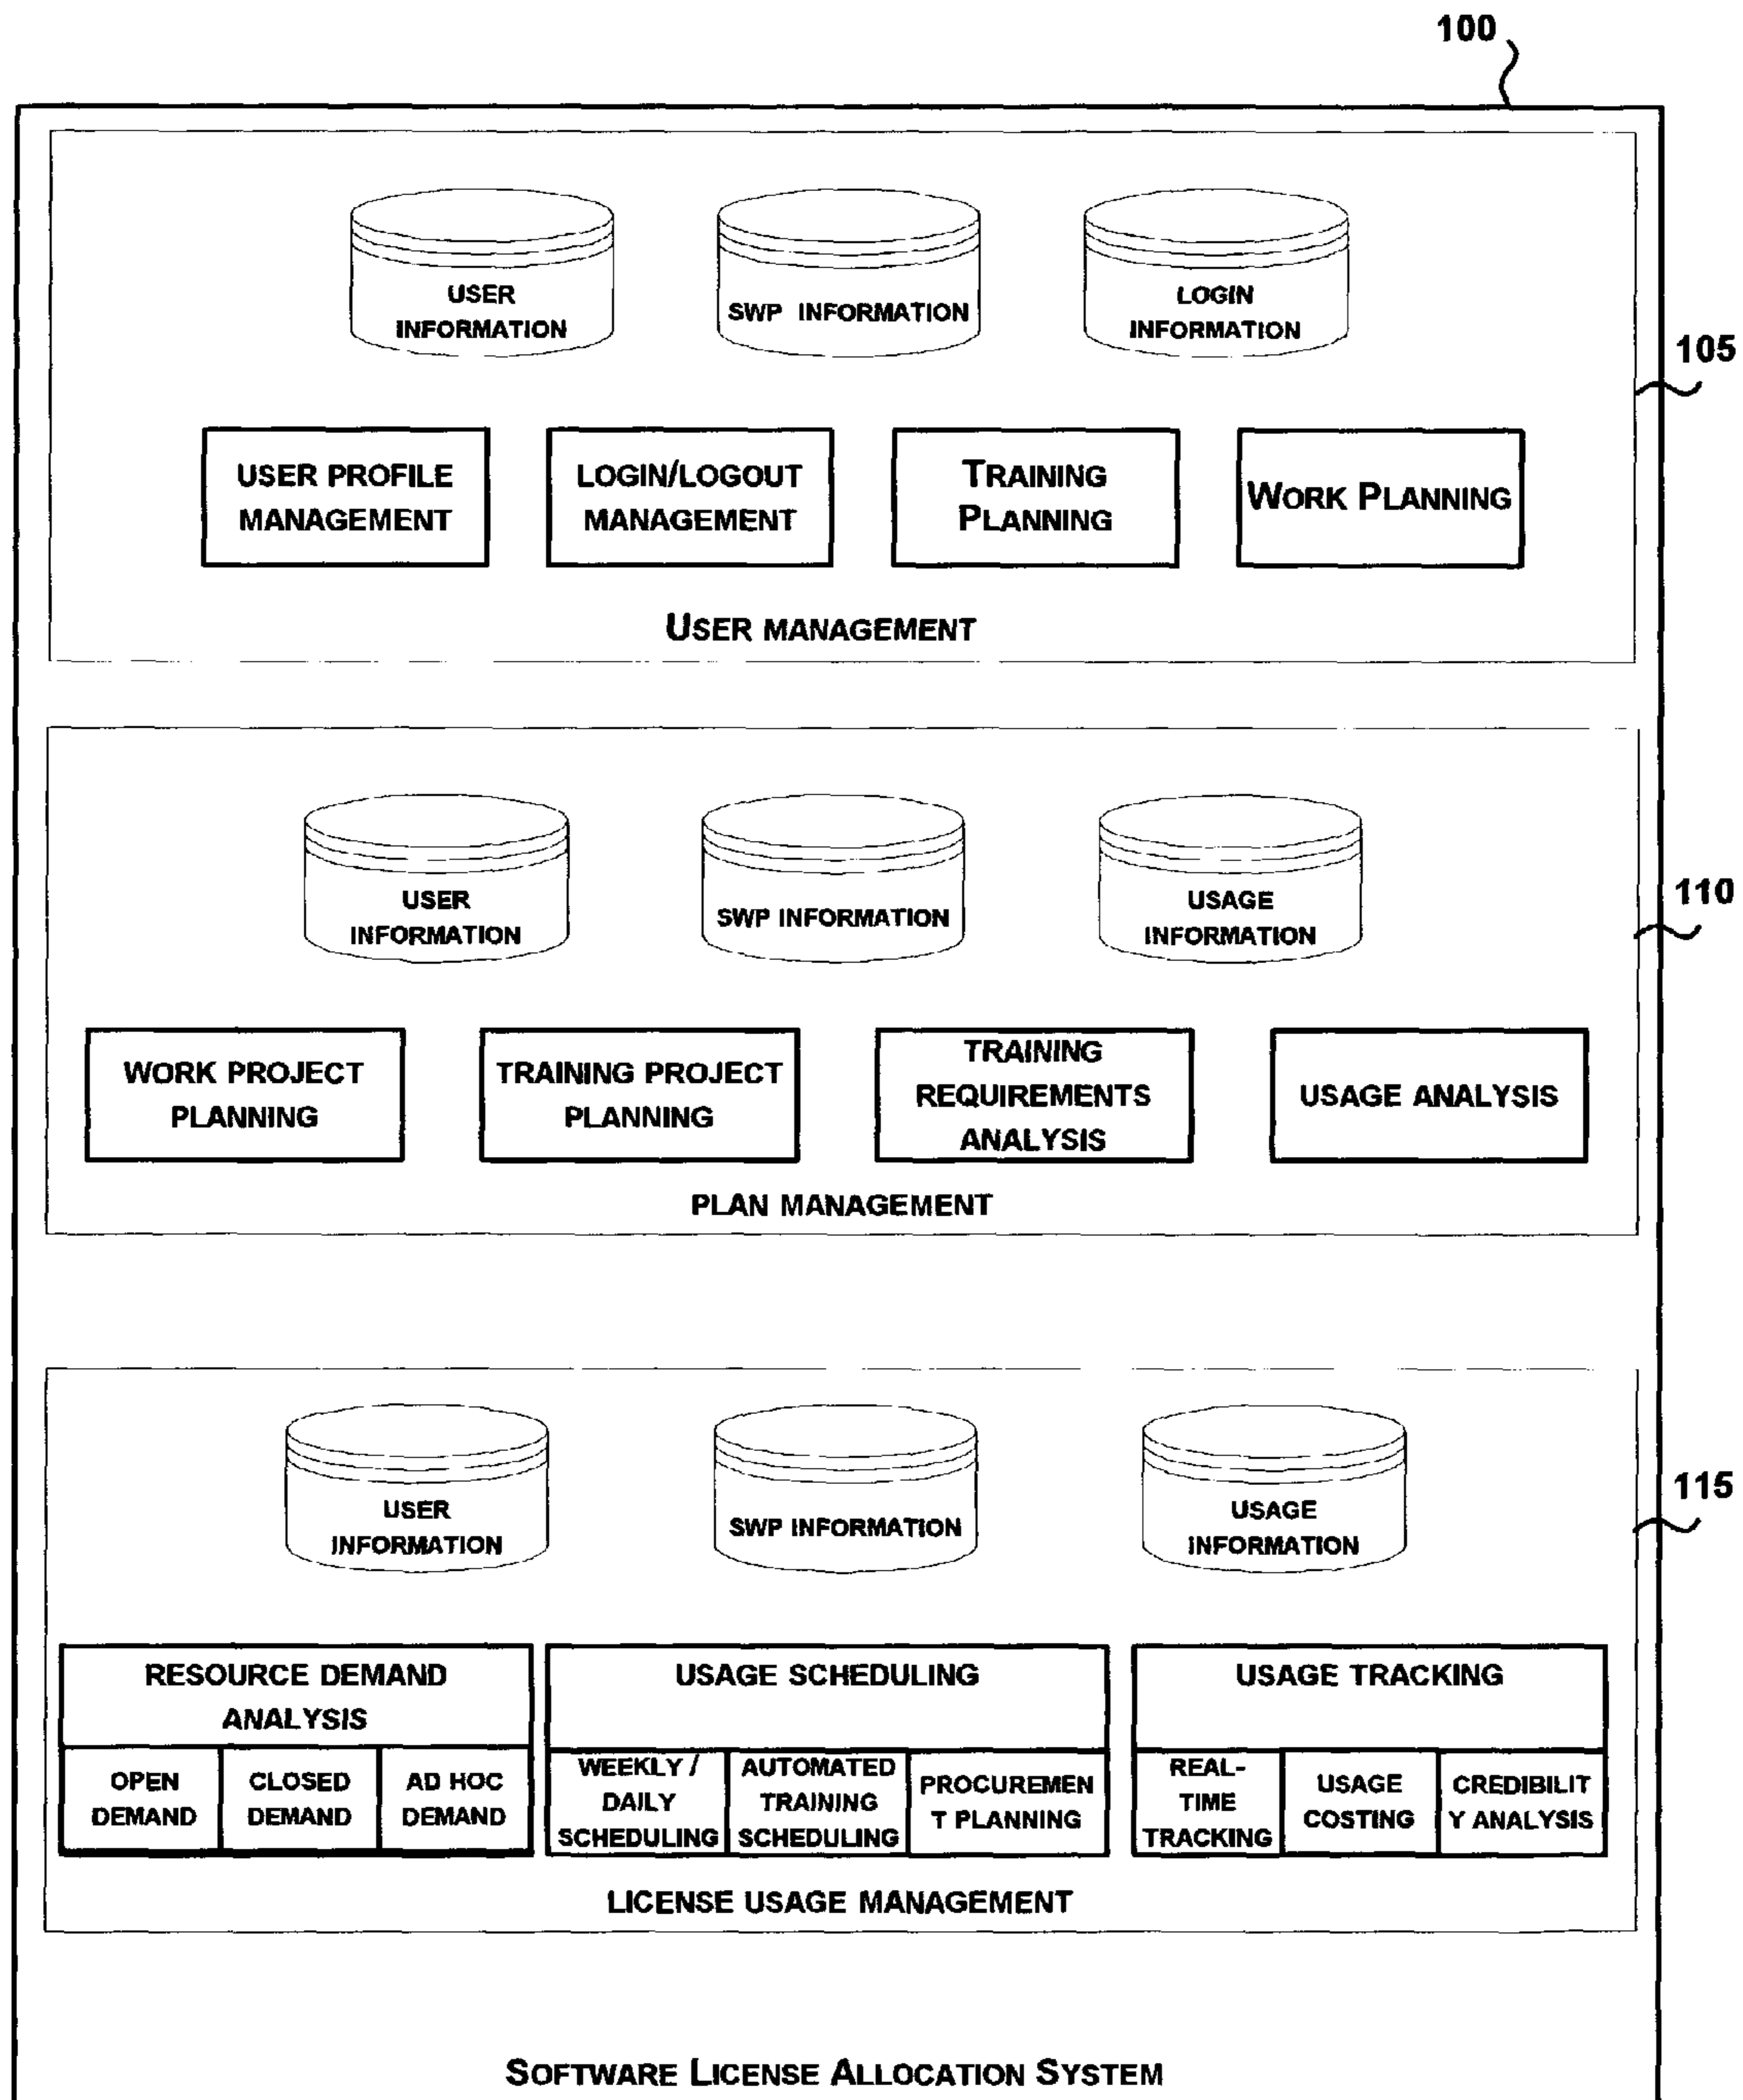 100
USER
INFORMATION
SWP INFORMATION
LOGIN
INFORMATION
105
USER PROFILE
MANAGEMENT
LOGIN/LOGOUT
MANAGEMENT
TRAINING
PLANNING
WORK PLANNING
USER MANAGEMENT
USER
INFORMATION
SWP INFORMATION
USAGE
INFORMATION
110
WORK PROJECT
PLANNING
TRAINING PROJECT
PLANNING
TRAINING
REQUIREMENTS
ANALYSIS
USAGE ANALYSIS
PLAN MANAGEMENT
USER
INFORMATION
SWP INFORMATION
USAGE
INFORMATION
115
RESOURCE DEMAND
ANALYSIS
OPEN
DEMAND
CLOSED
DEMAND
AD HOC
DEMAND
USAGE SCHEDULING
WEEKLY /
DAILY
SCHEDULING
AUTOMATED
TRAINING
SCHEDULING
PROCUREMEN
T PLANNING
USAGE TRACKING
REAL-
TIME
TRACKING
USAGE
COSTING
CREDIBILIT
Y ANALYSIS
LICENSE USAGE MANAGEMENT
SOFTWARE LICENSE ALLOCATION SYSTEM